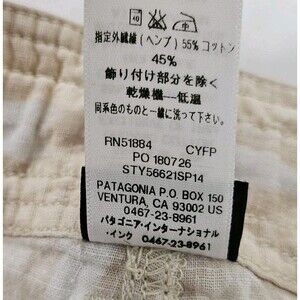 40
指定外繊維(ヘンプ) 55% コットン
45%
飾り付け部分を除く
乾燥機—低温
同系色のものと一緒に洗って下さい
RN51884 CYFP
PO 180726
STY56621SP14
PATAGONIA P.O. BOX 150
VENTURA, CA 93002 US
0467-23-8961
パタゴニア・インターナショナル
・インク 0467-23-8961